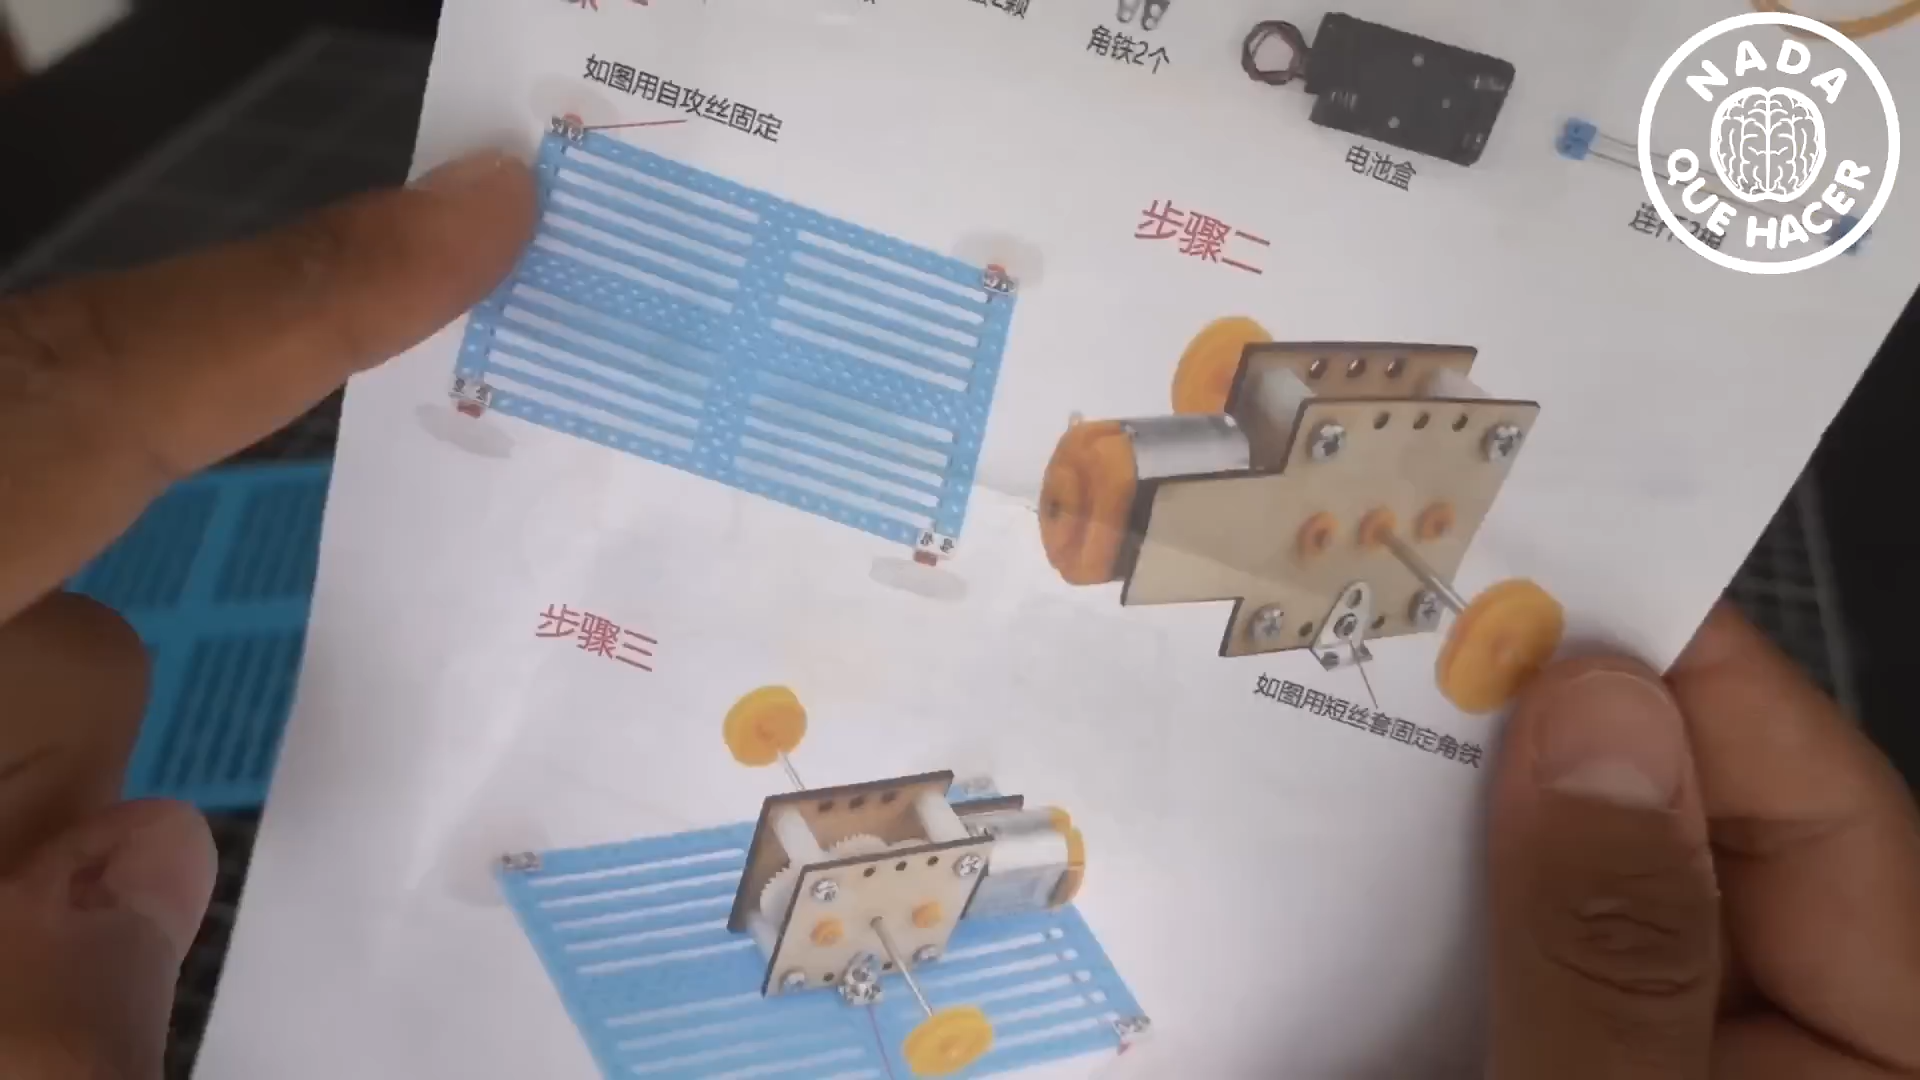 角铁2个
如图用自攻丝固定
电池盒
步骤二
如图用短丝套固定角铁
步骤三
NADA
QUE HACER